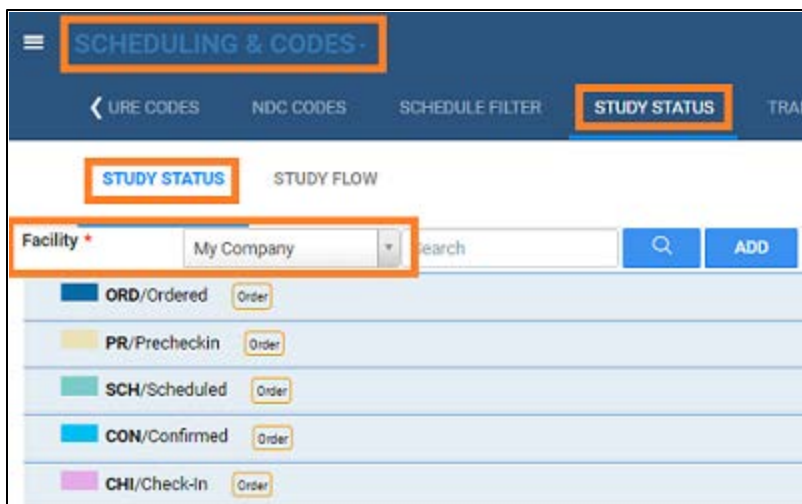 SCHEDULING & CODES
URE CODES NDC CODES SCHEDULE FILTER STUDY STATUS TRA
STUDY STATUS STUDY FLOW
Facility * My Company earch ADD
ORD/Ordered Order
PR/Precheckin Order
SCH/Scheduled Order
CON/Confirmed Order
CHI/Check-In Order